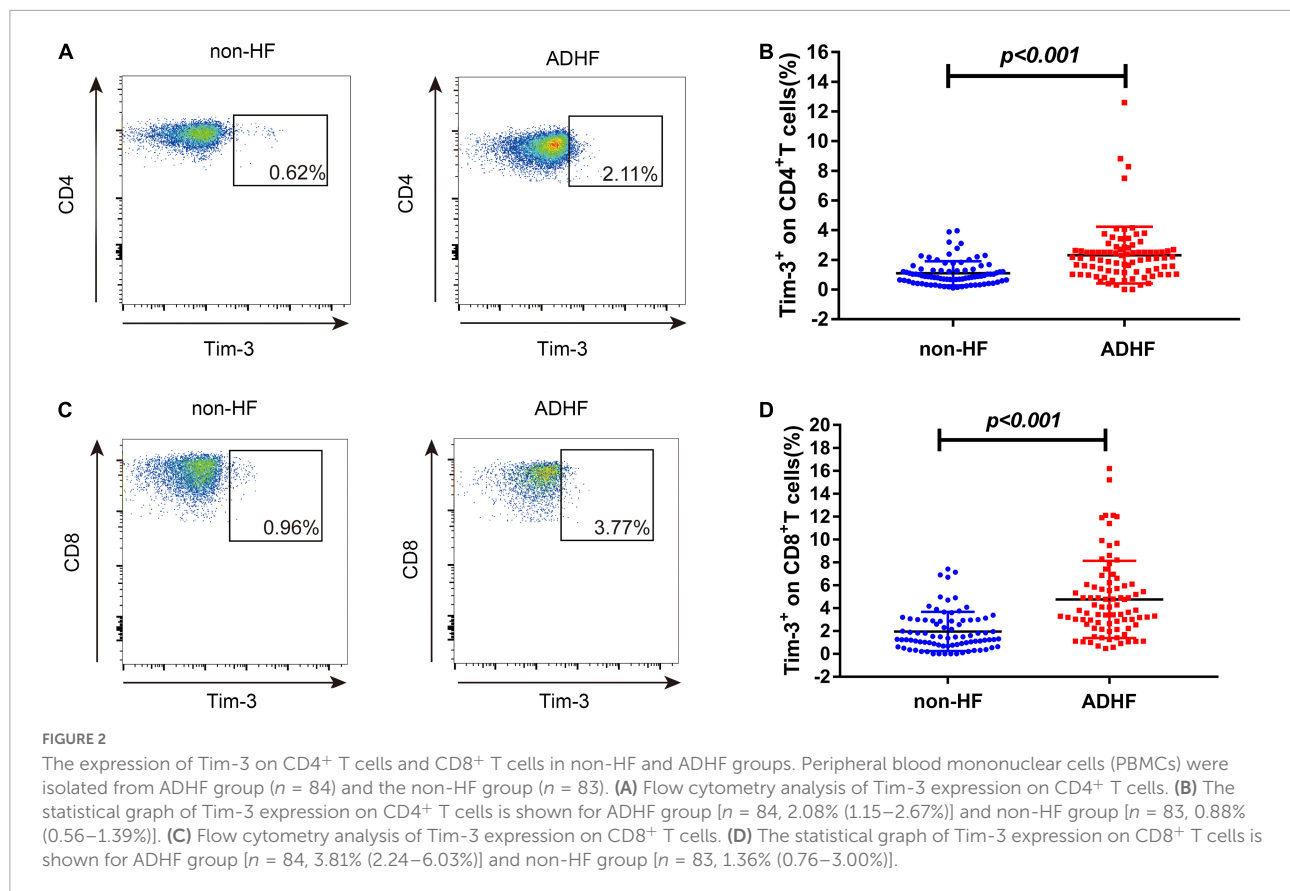 A
non-HF
ADHF
CD4
0.62%
Tim-3
CD4
2.11%
Tim-3
B
Tim-3⁺ on CD4⁺T cells(%)
16
14
12
10
8
6
4
2
0
-2
p<0.001
non-HF
ADHF
C
non-HF
ADHF
CD8
0.96%
Tim-3
CD8
3.77%
Tim-3
D
Tim-3⁺ on CD8⁺T cells(%)
20
18
16
14
12
10
8
6
4
2
0
-2
p<0.001
non-HF
ADHF
FIGURE 2
The expression of Tim-3 on CD4⁺ T cells and CD8⁺ T cells in non-HF and ADHF groups. Peripheral blood mononuclear cells (PBMCs) were
isolated from ADHF group (n = 84) and the non-HF group (n = 83). (A) Flow cytometry analysis of Tim-3 expression on CD4⁺ T cells. (B) The
statistical graph of Tim-3 expression on CD4⁺ T cells is shown for ADHF group [n = 84, 2.08% (1.15–2.67%)] and non-HF group [n = 83, 0.88%
(0.56–1.39%)]. (C) Flow cytometry analysis of Tim-3 expression on CD8⁺ T cells. (D) The statistical graph of Tim-3 expression on CD8⁺ T cells is
shown for ADHF group [n = 84, 3.81% (2.24–6.03%)] and non-HF group [n = 83, 1.36% (0.76–3.00%)].